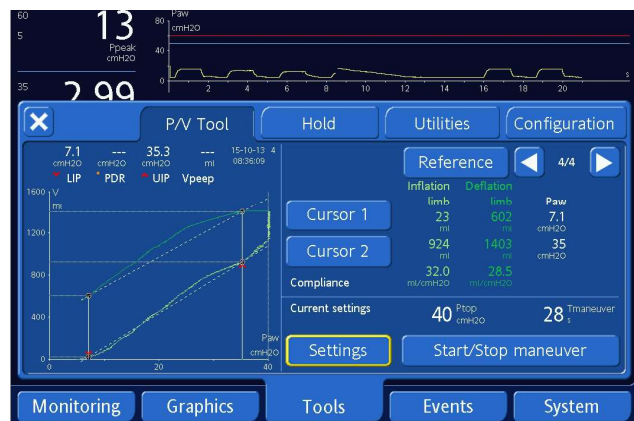 60
5
13
Ppeak
cmH2O
80 Paw
cmH2O
40
0
2 4 6 8 10 12 14 16 18 20 s
35
2.99
X P/V Tool Hold Utilities Configuration
7.1 --- 35.3 --- 15-10-13 4
cmH2O cmH2O cmH2O ml 08:36:09
LIP PDR UIP Vpeep
Reference 4/4
Inflation Deflation
limb limb Paw
Cursor 1 23 602 7.1
ml ml cmH2O
Cursor 2 924 1403 35
ml ml cmH2O
Compliance 32.0 28.5
ml/cmH2O ml/cmH2O
Current settings 40 Ptop cmH2O 28 Tmaneuver s
Settings Start/Stop maneuver
1600 V
ml
1200
800
400
0
Paw
cmH2O
0 20 40
Monitoring Graphics Tools Events System